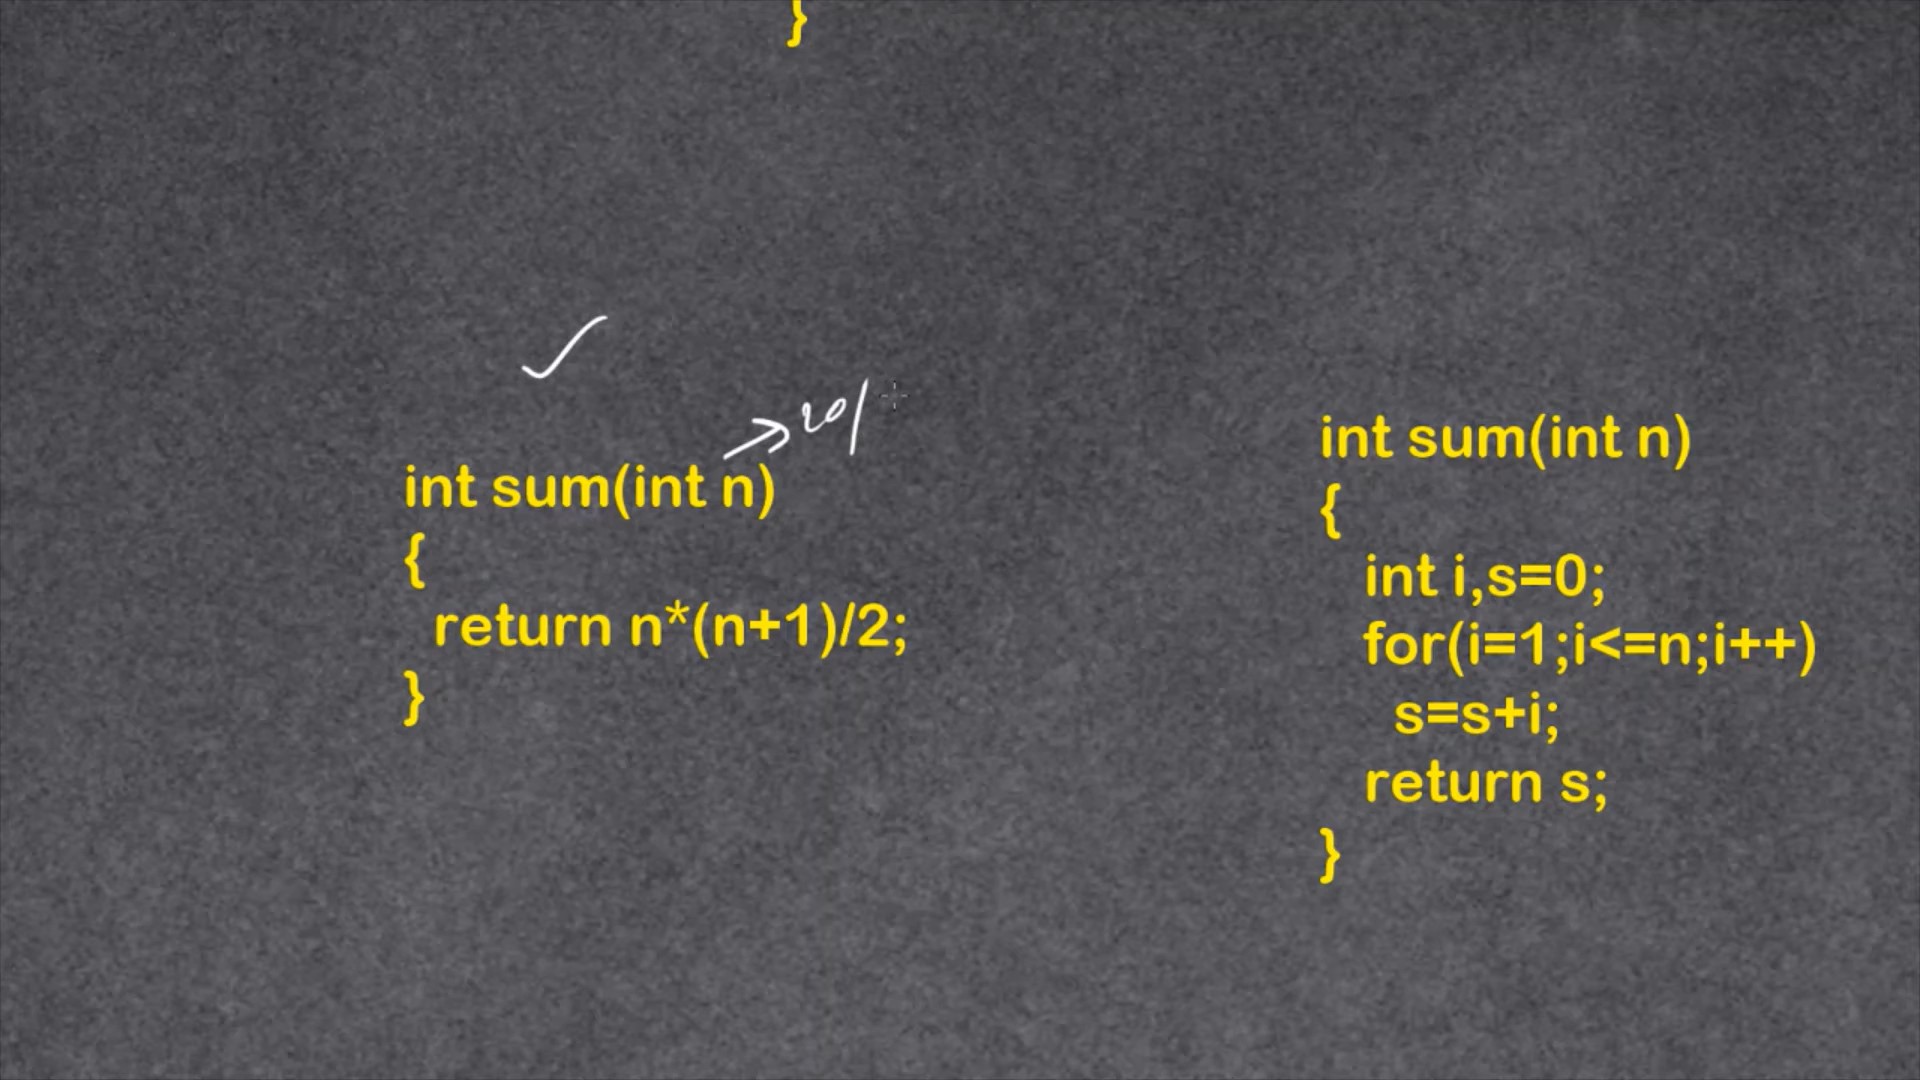 }
int sum(int n)
{
return n*(n+1)/2;
}
int sum(int n)
{
int i,s=0;
for(i=1;i<=n;i++)
s=s+i;
return s;
}